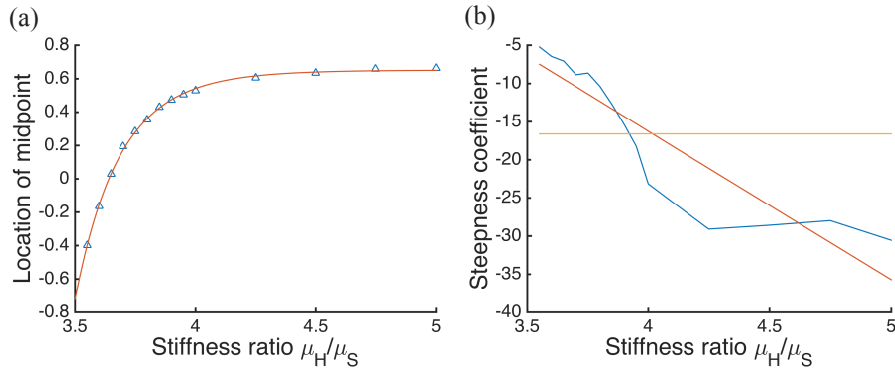 (a)
0.8
0.6
0.4
0.2
0
-0.2
-0.4
-0.6
-0.8
Location of midpoint
3.5 4 4.5 5
Stiffness ratio μH/μS
(b)
-5
-10
-15
-20
-25
-30
-35
-40
Steepness coefficient
4 4.5 5
Stiffness ratio μH/μS